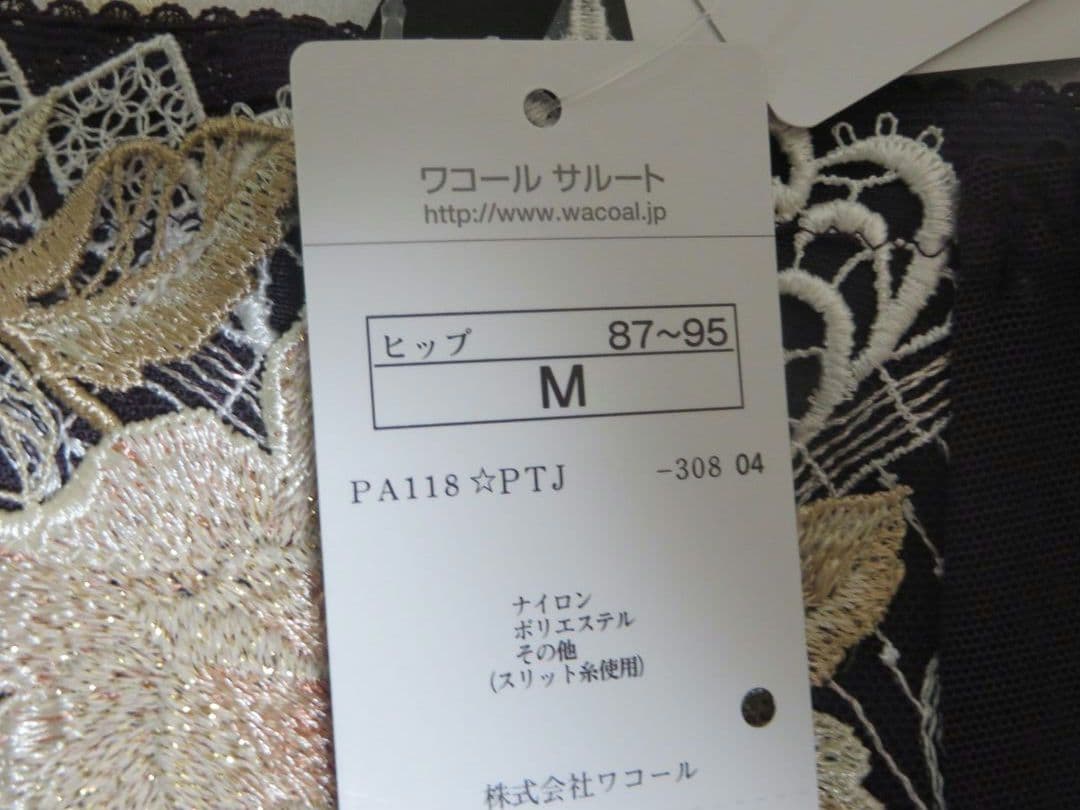 ワコール サルート
http://www.wacoal.jp
ヒップ 87~95
M
PA118☆PTJ -308 04
ナイロン
ポリエステル
その他
(スリット糸使用)
株式会社ワコール